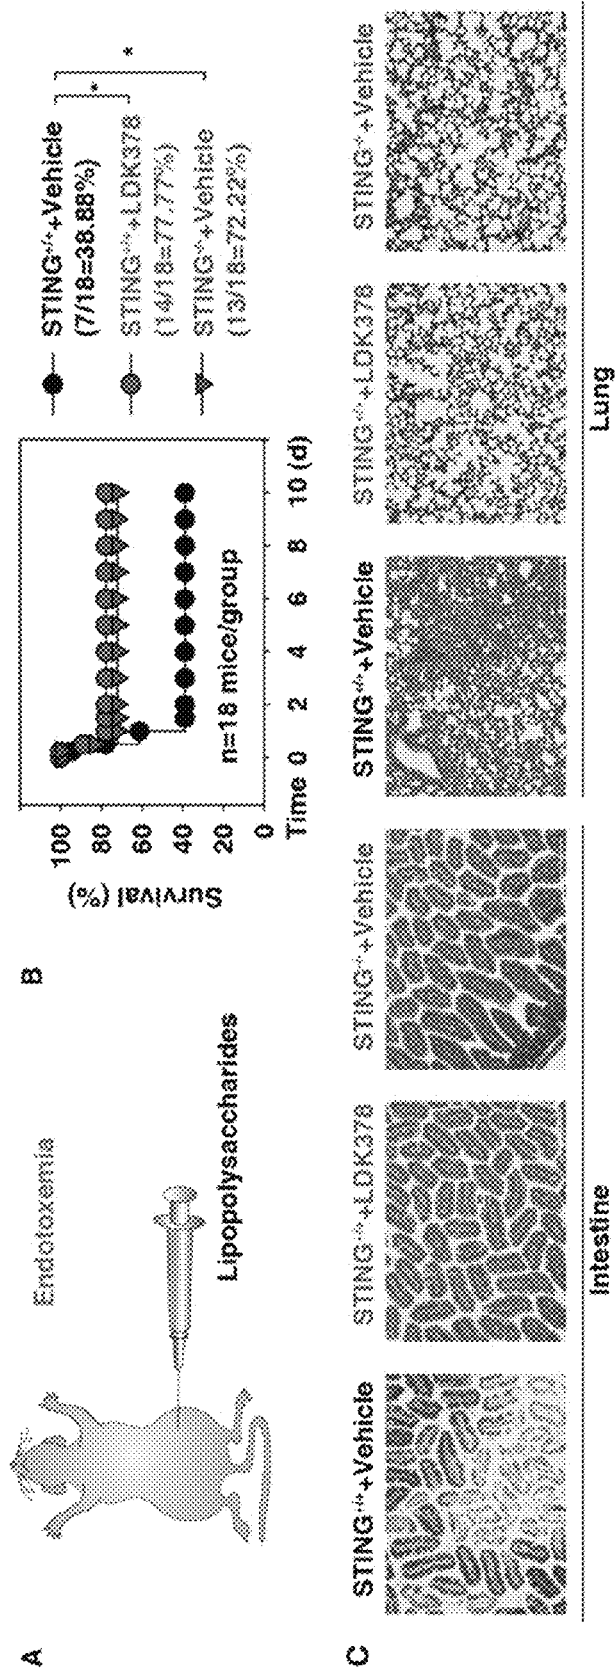 A
Endotoxemia
Lipopolysaccharides
B
Survival (%)
100
80
60
40
20
0
Time 0 2 4 6 8 10 (d)
n=18 mice/group
STING+/++Vehicle
(7/18=38.88%)
STING+/++LDK378
(14/18=77.77%)
STING-/-+Vehicle
(13/18=72.22%)
*
*
C
STING+/++Vehicle
STING+/++LDK378
STING-/-+Vehicle
STING+/++Vehicle
STING+/++LDK378
STING-/-+Vehicle
Intestine
Lung